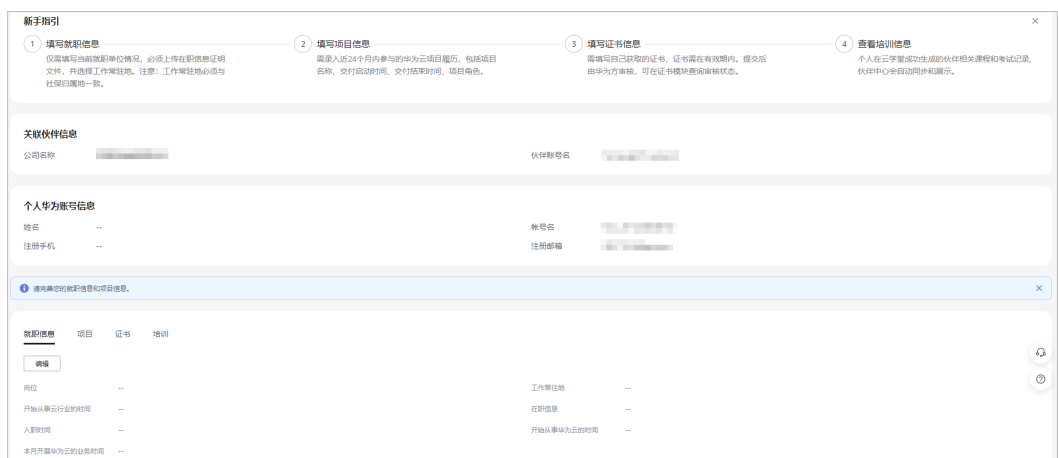 新手指引
1 填写就职信息
仅需填写当前就职单位情况，必须上传在职信息证明
文件，并选择工作常驻地。注意：工作常驻地必须与
社保归属地一致。
2 填写项目信息
需录入近24个月内参与的华为云项目履历，包括项目
名称、交付启动时间、交付结束时间、项目角色。
3 填写证书信息
需填写自己获取的证书，证书需在有效期内。提交后
由华为方审核，可在证书模块查询审核状态。
4 查看培训信息
个人在云学堂成功生成的伙伴相关课程和考试记录,
伙伴中心会自动同步和展示。
关联伙伴信息
公司名称
伙伴账号名
个人华为账号信息
姓名 --
帐号名
注册手机 --
注册邮箱
请完善您的就职信息和项目信息。
就职信息 项目 证书 培训
编辑
岗位 --
工作常住地 --
开始从事云行业的时间 --
在职信息 --
入职时间 --
开始从事华为云的时间 --
本月开展华为云的业务时间 --